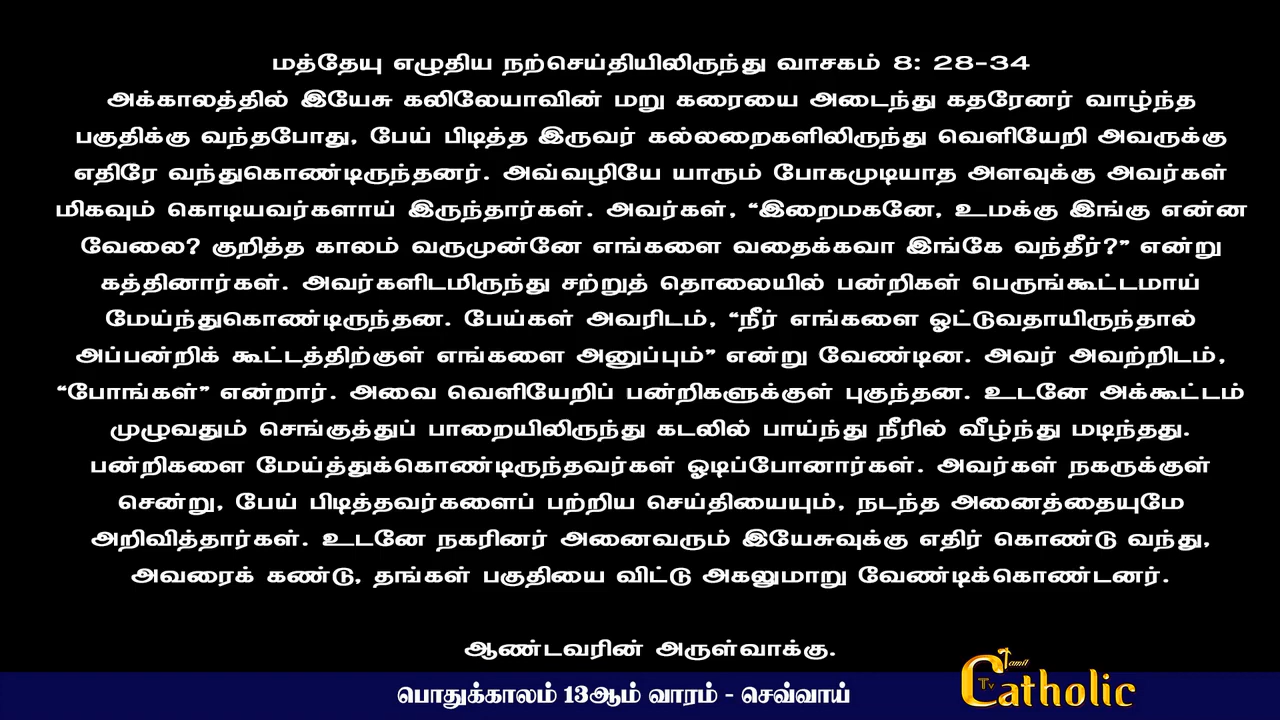 மத்தேயு எழுதிய நற்செய்தியிலிருந்து வாசகம் 8: 28-34
அக்காலத்தில் இயேசு கலிலேயாவின் மறு கரையை அடைந்து கதரேனர் வாழ்ந்த
பகுதிக்கு வந்தபோது, பேய் பிடித்த இருவர் கல்லறைகளிலிருந்து வெளியேறி அவருக்கு
எதிரே வந்துகொண்டிருந்தனர். அவ்வழியே யாரும் போகமுடியாத அளவுக்கு அவர்கள்
மிகவும் கொடியவர்களாய் இருந்தார்கள். அவர்கள், “இறைமகனே, உமக்கு இங்கு என்ன
வேலை? குறித்த காலம் வருமுன்னே எங்களை வதைக்கவா இங்கே வந்தீர்?” என்று
கத்தினார்கள். அவர்களிடமிருந்து சற்றுத் தொலையில் பன்றிகள் பெருங்கூட்டமாய்
மேய்ந்துகொண்டிருந்தன. பேய்கள் அவரிடம், “நீர் எங்களை ஓட்டுவதாயிருந்தால்
அப்பன்றிக் கூட்டத்திற்குள் எங்களை அனுப்பும்” என்று வேண்டின. அவர் அவற்றிடம்,
“போங்கள்” என்றார். அவை வெளியேறிப் பன்றிகளுக்குள் புகுந்தன. உடனே அக்கூட்டம்
முழுவதும் செங்குத்துப் பாறையிலிருந்து கடலில் பாய்ந்து நீரில் வீழ்ந்து மடிந்தது.
பன்றிகளை மேய்த்துக்கொண்டிருந்தவர்கள் ஓடிப்போனார்கள். அவர்கள் நகருக்குள்
சென்று, பேய் பிடித்தவர்களைப் பற்றிய செய்தியையும், நடந்த அனைத்தையுமே
அறிவித்தார்கள். உடனே நகரினர் அனைவரும் இயேசுவுக்கு எதிர் கொண்டு வந்து,
அவரைக் கண்டு, தங்கள் பகுதியை விட்டு அகலுமாறு வேண்டிக்கொண்டனர்.
ஆண்டவரின் அருள்வாக்கு.
பொதுக்காலம் 13ஆம் வாரம் - செவ்வாய்
Tamil
Catholic
Tv